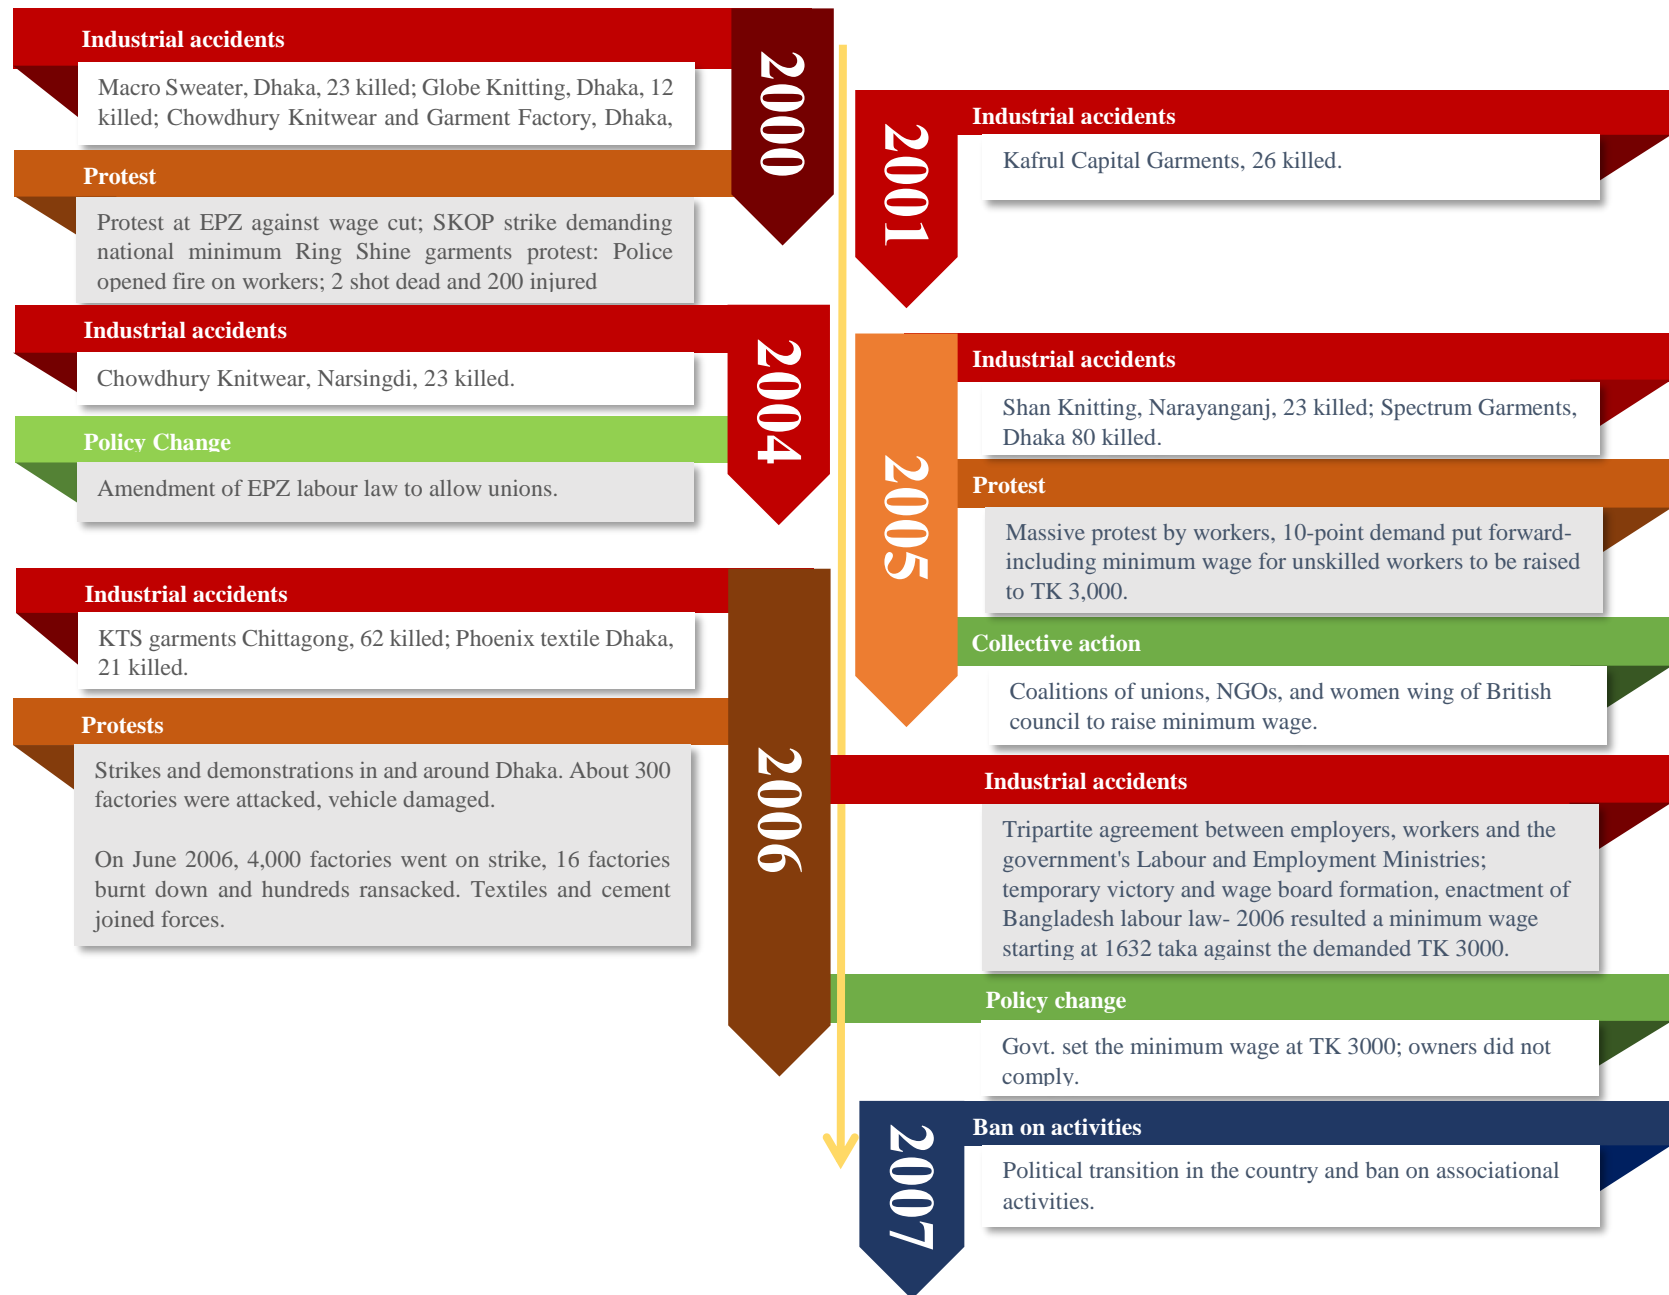 2000
Industrial accidents
Macro Sweater, Dhaka, 23 killed; Globe Knitting, Dhaka, 12
killed; Chowdhury Knitwear and Garment Factory, Dhaka,
Protest
Protest at EPZ against wage cut; SKOP strike demanding
national minimum Ring Shine garments protest: Police
opened fire on workers; 2 shot dead and 200 injured
2001
Industrial accidents
Kafrul Capital Garments, 26 killed.
2004
Industrial accidents
Chowdhury Knitwear, Narsingdi, 23 killed.
Policy Change
Amendment of EPZ labour law to allow unions.
2005
Industrial accidents
Shan Knitting, Narayanganj, 23 killed; Spectrum Garments,
Dhaka 80 killed.
Protest
Massive protest by workers, 10-point demand put forward-
including minimum wage for unskilled workers to be raised
to TK 3,000.
Collective action
Coalitions of unions, NGOs, and women wing of British
council to raise minimum wage.
2006
Industrial accidents
KTS garments Chittagong, 62 killed; Phoenix textile Dhaka,
21 killed.
Protests
Strikes and demonstrations in and around Dhaka. About 300
factories were attacked, vehicle damaged.
On June 2006, 4,000 factories went on strike, 16 factories
burnt down and hundreds ransacked. Textiles and cement
joined forces.
Industrial accidents
Tripartite agreement between employers, workers and the
government's Labour and Employment Ministries;
temporary victory and wage board formation, enactment of
Bangladesh labour law- 2006 resulted a minimum wage
starting at 1632 taka against the demanded TK 3000.
Policy change
Govt. set the minimum wage at TK 3000; owners did not
comply.
2007
Ban on activities
Political transition in the country and ban on associational
activities.